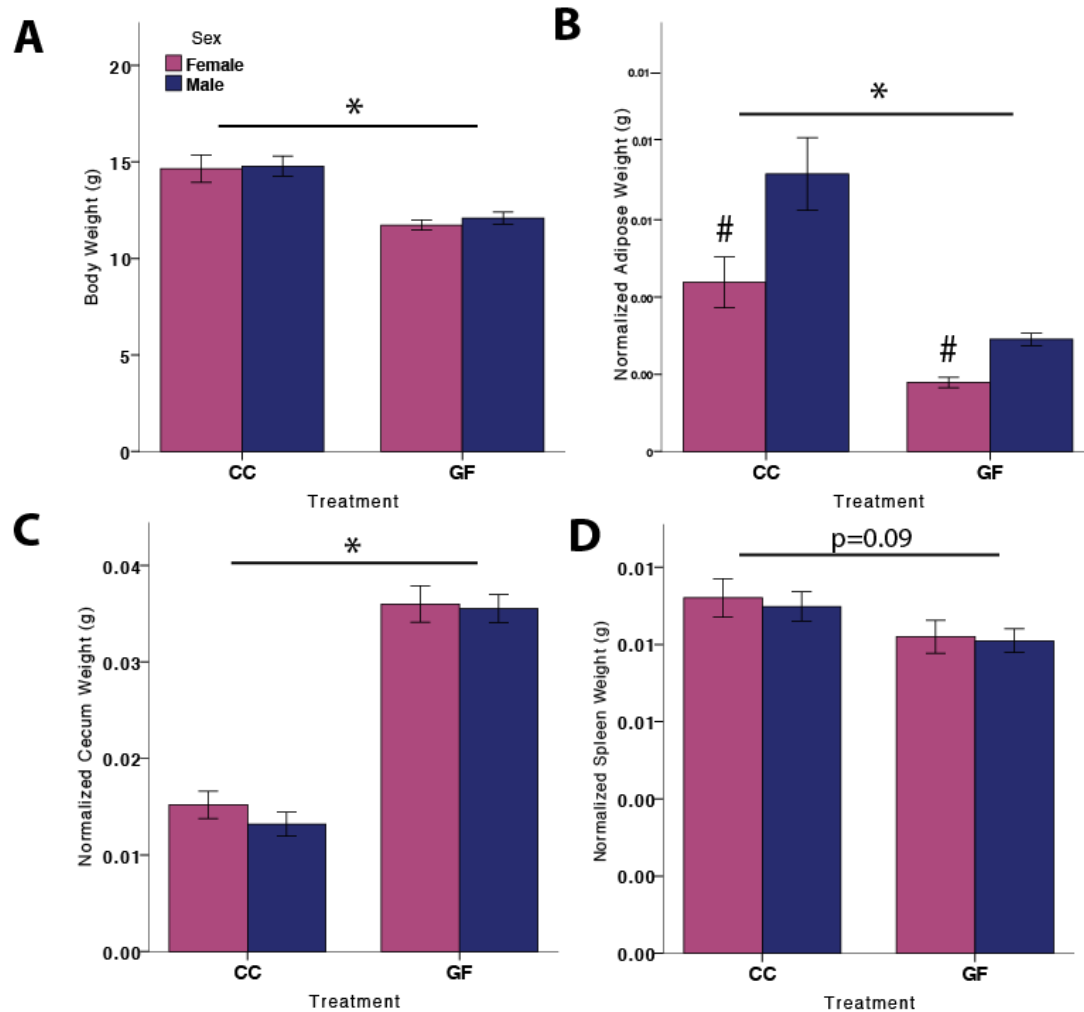 A
Sex
Female
Male
20
15
10
5
0
Body Weight (g)
*
CC
GF
Treatment
B
0.01
0.01
0.01
0.00
0.00
0
Normalized Adipose Weight (g)
*
#
#
CC
GF
Treatment
C
0.04
0.03
0.02
0.01
0.00
Normalized Cecum Weight (g)
*
CC
GF
Treatment
D
0.01
0.01
0.01
0.00
0.00
0.00
Normalized Spleen Weight (g)
p=0.09
CC
GF
Treatment